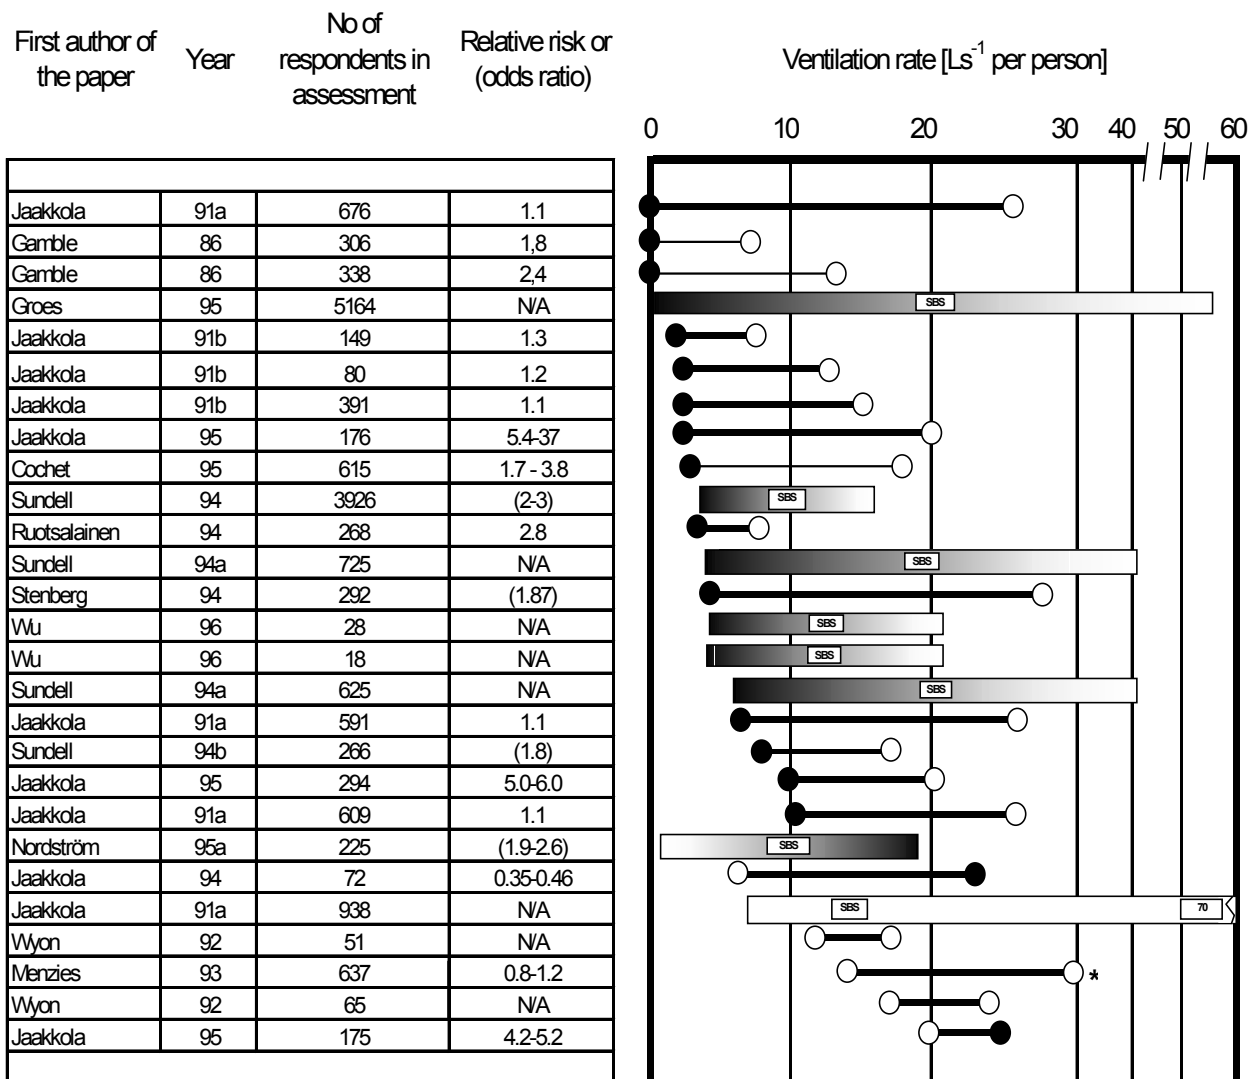 First author of the paper
Year
No of respondents in assessment
Relative risk or (odds ratio)
Ventilation rate [Ls⁻¹ per person]
0 10 20 30 40 50 60
Jaakkola 91a 676 1.1
Gamble 86 306 1,8
Gamble 86 338 2,4
Groes 95 5164 N/A SBS
Jaakkola 91b 149 1.3
Jaakkola 91b 80 1.2
Jaakkola 91b 391 1.1
Jaakkola 95 176 5.4-37
Cochet 95 615 1.7 - 3.8
Sundell 94 3926 (2-3) SBS
Ruotsalainen 94 268 2.8
Sundell 94a 725 N/A SBS
Stenberg 94 292 (1.87)
Wu 96 28 N/A SBS
Wu 96 18 N/A SBS
Sundell 94a 625 N/A SBS
Jaakkola 91a 591 1.1
Sundell 94b 266 (1.8)
Jaakkola 95 294 5.0-6.0
Jaakkola 91a 609 1.1
Nordström 95a 225 (1.9-2.6) SBS
Jaakkola 94 72 0.35-0.46
Jaakkola 91a 938 N/A SBS 70
Wyon 92 51 N/A
Menzies 93 637 0.8-1.2 *
Wyon 92 65 N/A
Jaakkola 95 175 4.2-5.2